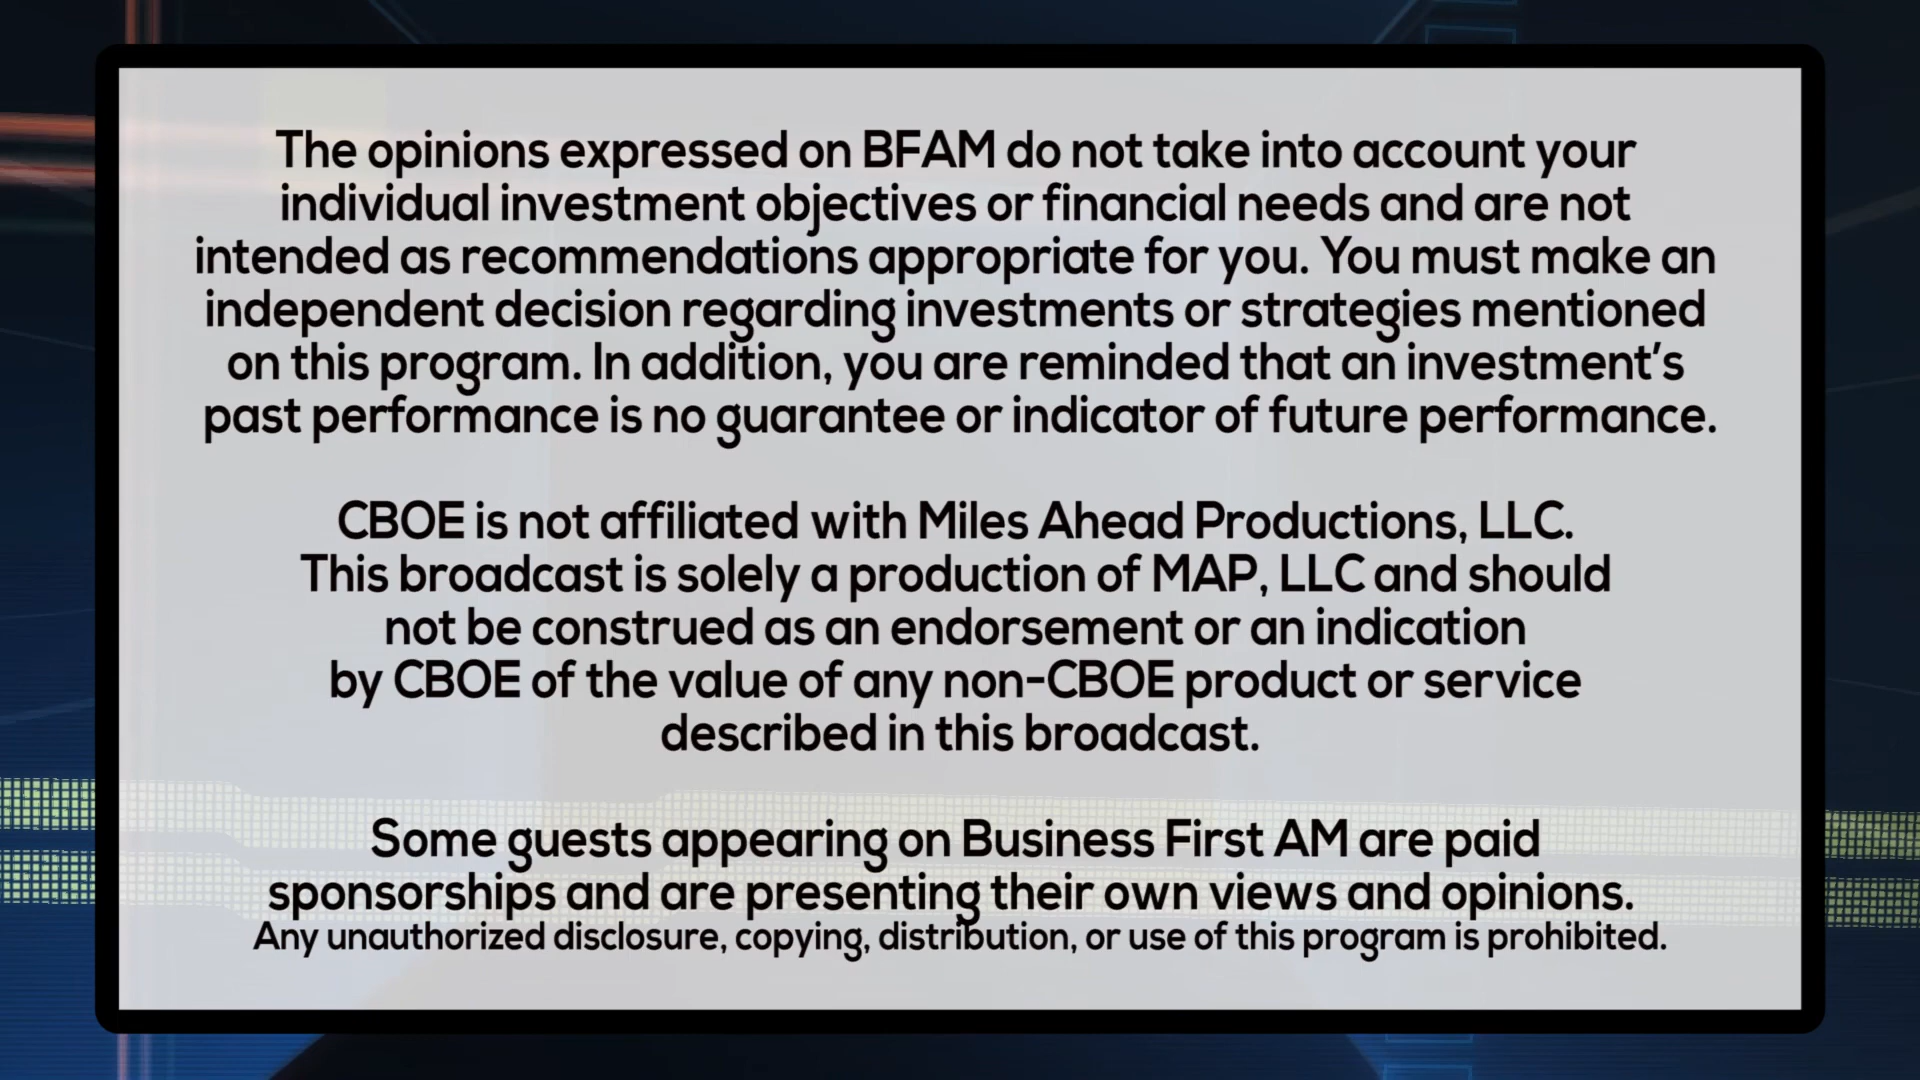 The opinions expressed on BFAM do not take into account your
individual investment objectives or financial needs and are not
intended as recommendations appropriate for you. You must make an
independent decision regarding investments or strategies mentioned
on this program. In addition, you are reminded that an investment’s
past performance is no guarantee or indicator of future performance.
CBOE is not affiliated with Miles Ahead Productions, LLC.
This broadcast is solely a production of MAP, LLC and should
not be construed as an endorsement or an indication
by CBOE of the value of any non-CBOE product or service
described in this broadcast.
Some guests appearing on Business First AM are paid
sponsorships and are presenting their own views and opinions.
Any unauthorized disclosure, copying, distribution, or use of this program is prohibited.